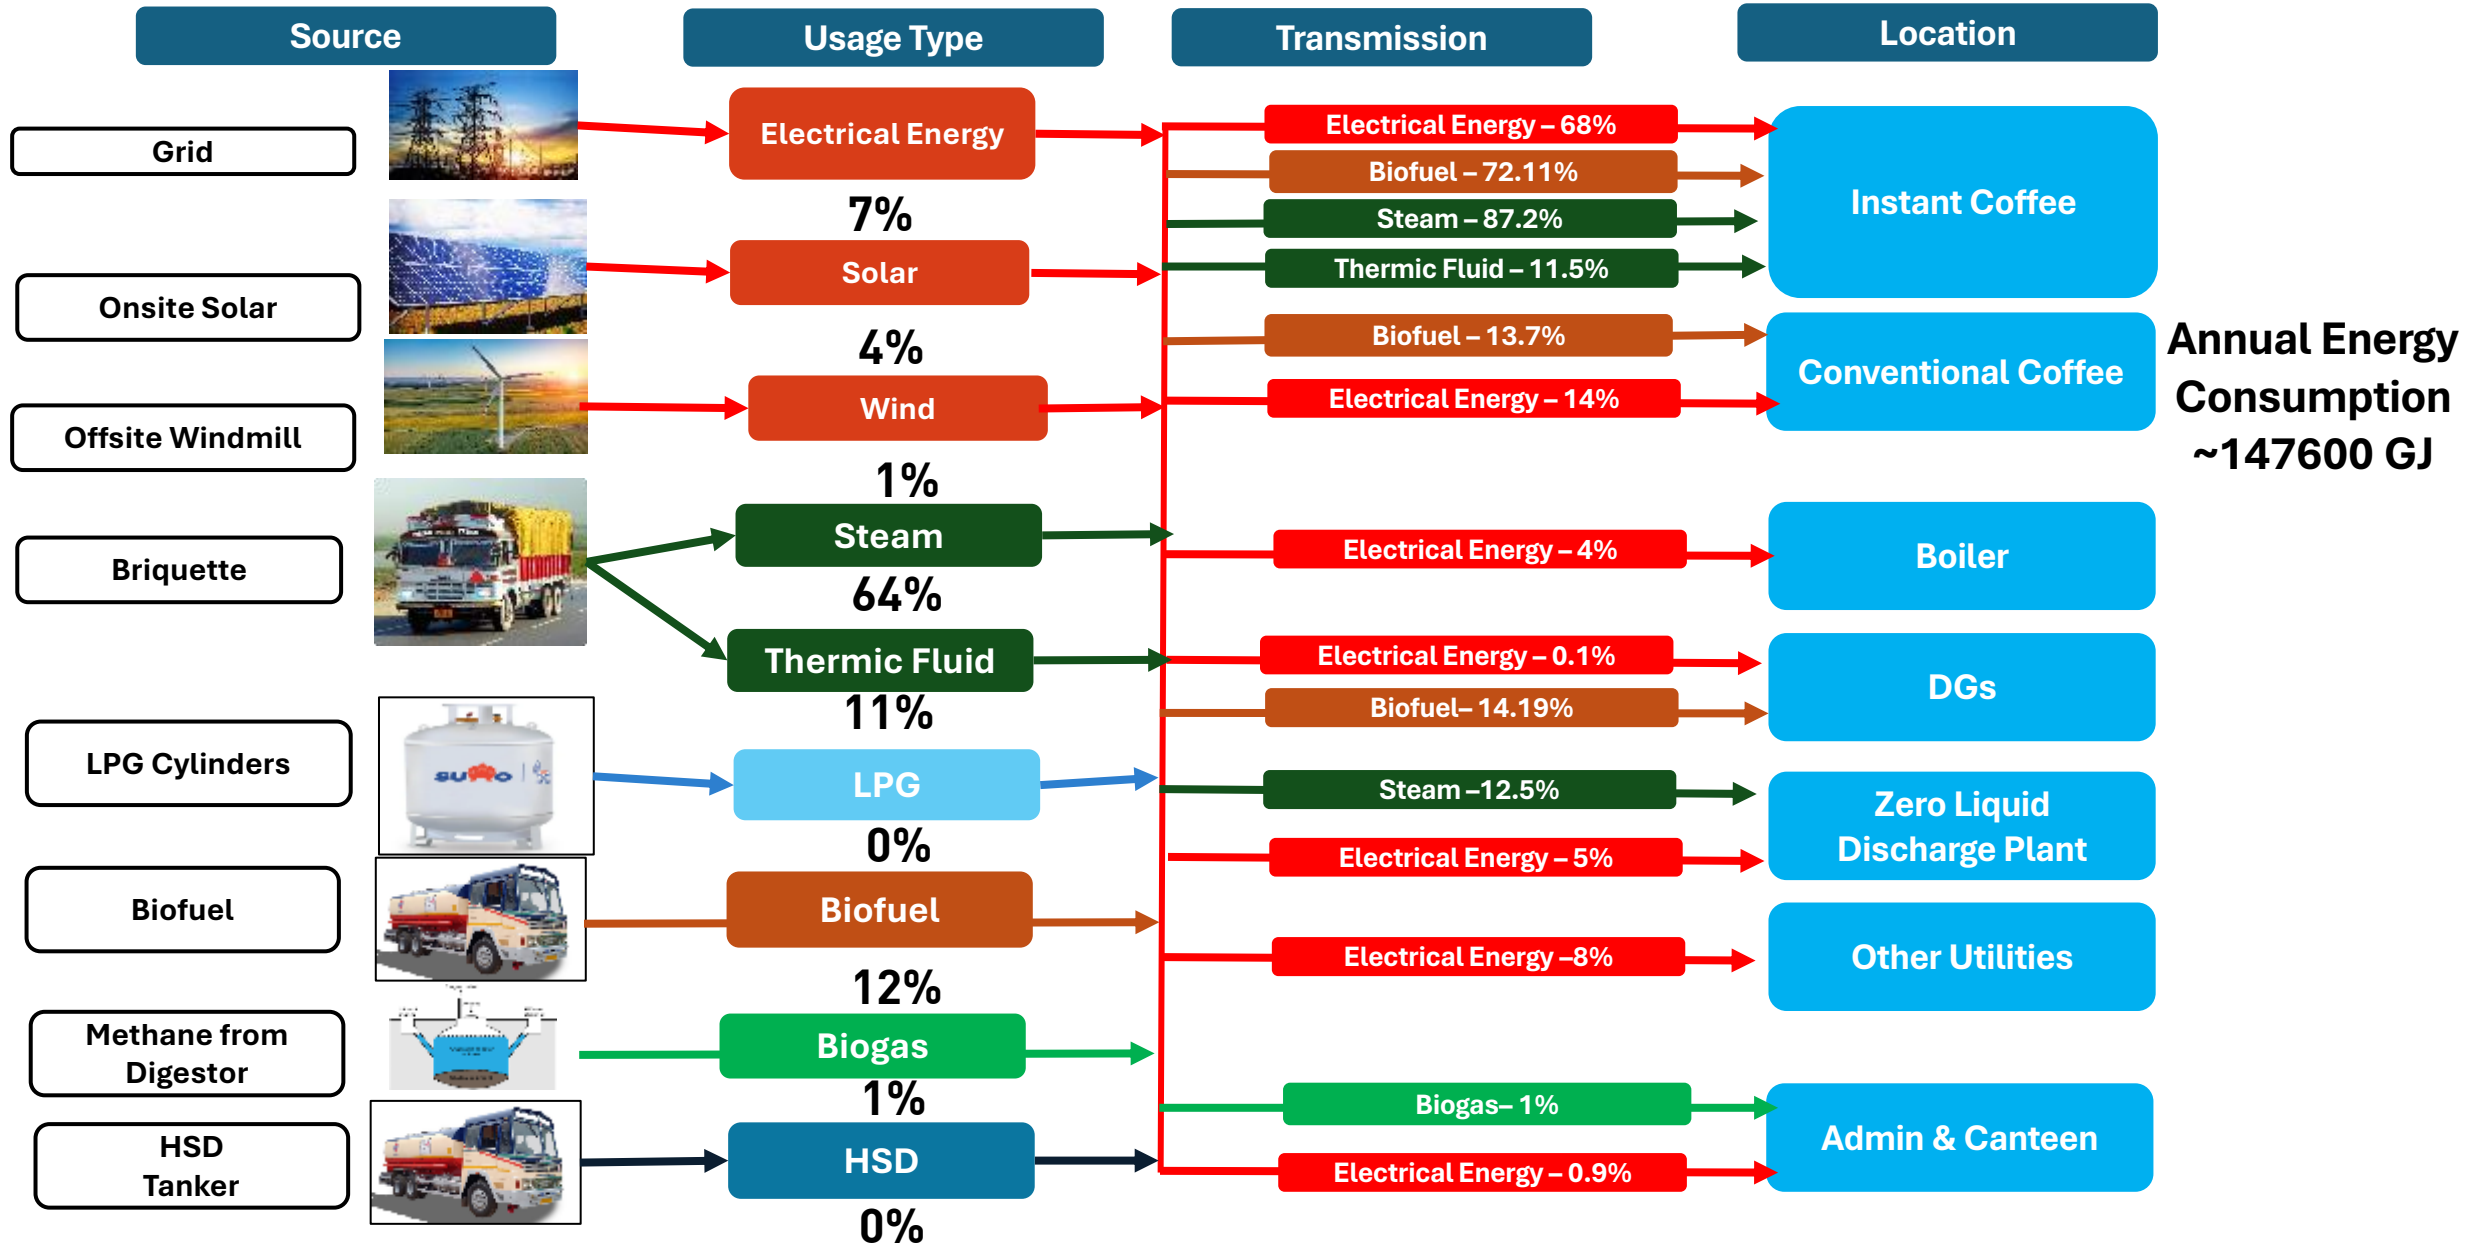 Source
Usage Type
Transmission
Location
Grid
Onsite Solar
Offsite Windmill
Briquette
LPG Cylinders
Biofuel
Methane from
Digestor
HSD
Tanker
Electrical Energy
7%
Solar
4%
Wind
1%
Steam
64%
Thermic Fluid
11%
LPG
0%
Biofuel
12%
Biogas
1%
HSD
0%
Electrical Energy – 68%
Biofuel – 72.11%
Steam – 87.2%
Thermic Fluid – 11.5%
Biofuel – 13.7%
Electrical Energy – 14%
Electrical Energy – 4%
Electrical Energy – 0.1%
Biofuel– 14.19%
Steam –12.5%
Electrical Energy – 5%
Electrical Energy –8%
Biogas– 1%
Electrical Energy – 0.9%
Instant Coffee
Conventional Coffee
Boiler
DGs
Zero Liquid
Discharge Plant
Other Utilities
Admin & Canteen
Annual Energy
Consumption
~147600 GJ